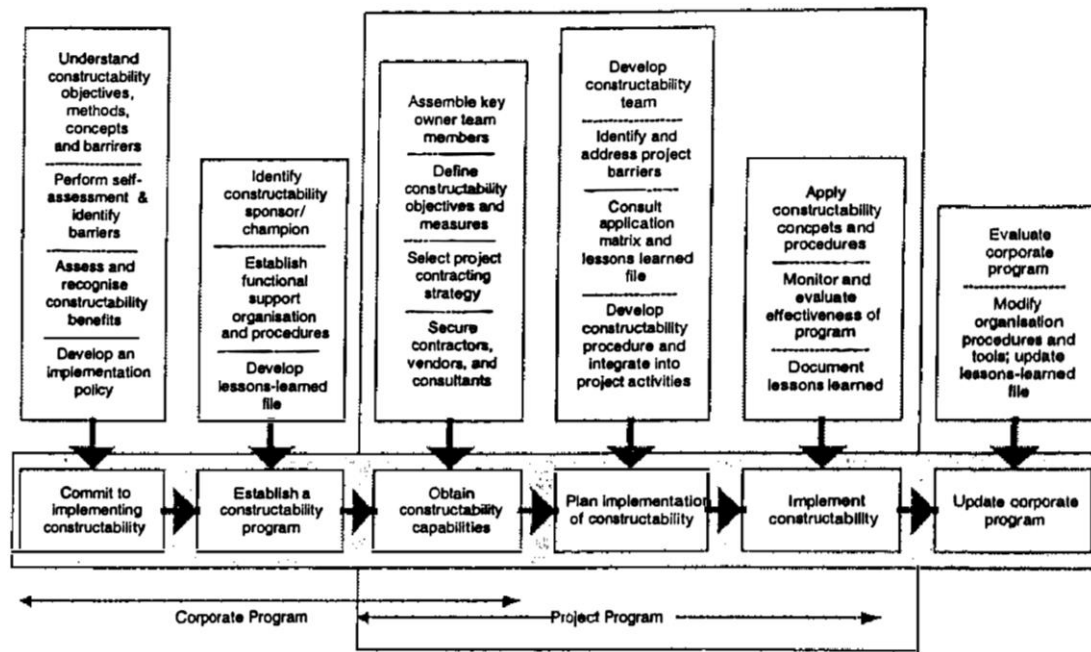 Understand
constructability
objectives,
methods,
concepts
and barrirers
Perform self-
assessment &
identify
barriers
Assess and
recognise
constructability
benefits
Develop an
implementation
policy
Identify
constructability
sponsor/
champion
Establish
functional
support
organisation
and procedures
Develop
lessons-learned
file
Assemble key
owner team
members
Define
constructability
objectives and
measures
Select project
contracting
strategy
Secure
contractors,
vendors, and
consultants
Develop
constructability
team
Identify and
address project
barriers
Consult
application
matrix and
lessons learned
file
Develop
constructability
procedure and
integrate into
project activities
Apply
constructability
concpets and
procedures
Monitor and
evaluate
effectiveness of
program
Document
lessons learned
Evaluate
corporate
program
Modify
organisation
procedures and
tools; update
lessons-learned
file
Commit to
implementing
constructability
Establish a
constructability
program
Obtain
constructability
capabilities
Plan implementation
of constructability
Implement
constructability
Update corporate
program
Corporate Program
Project Program